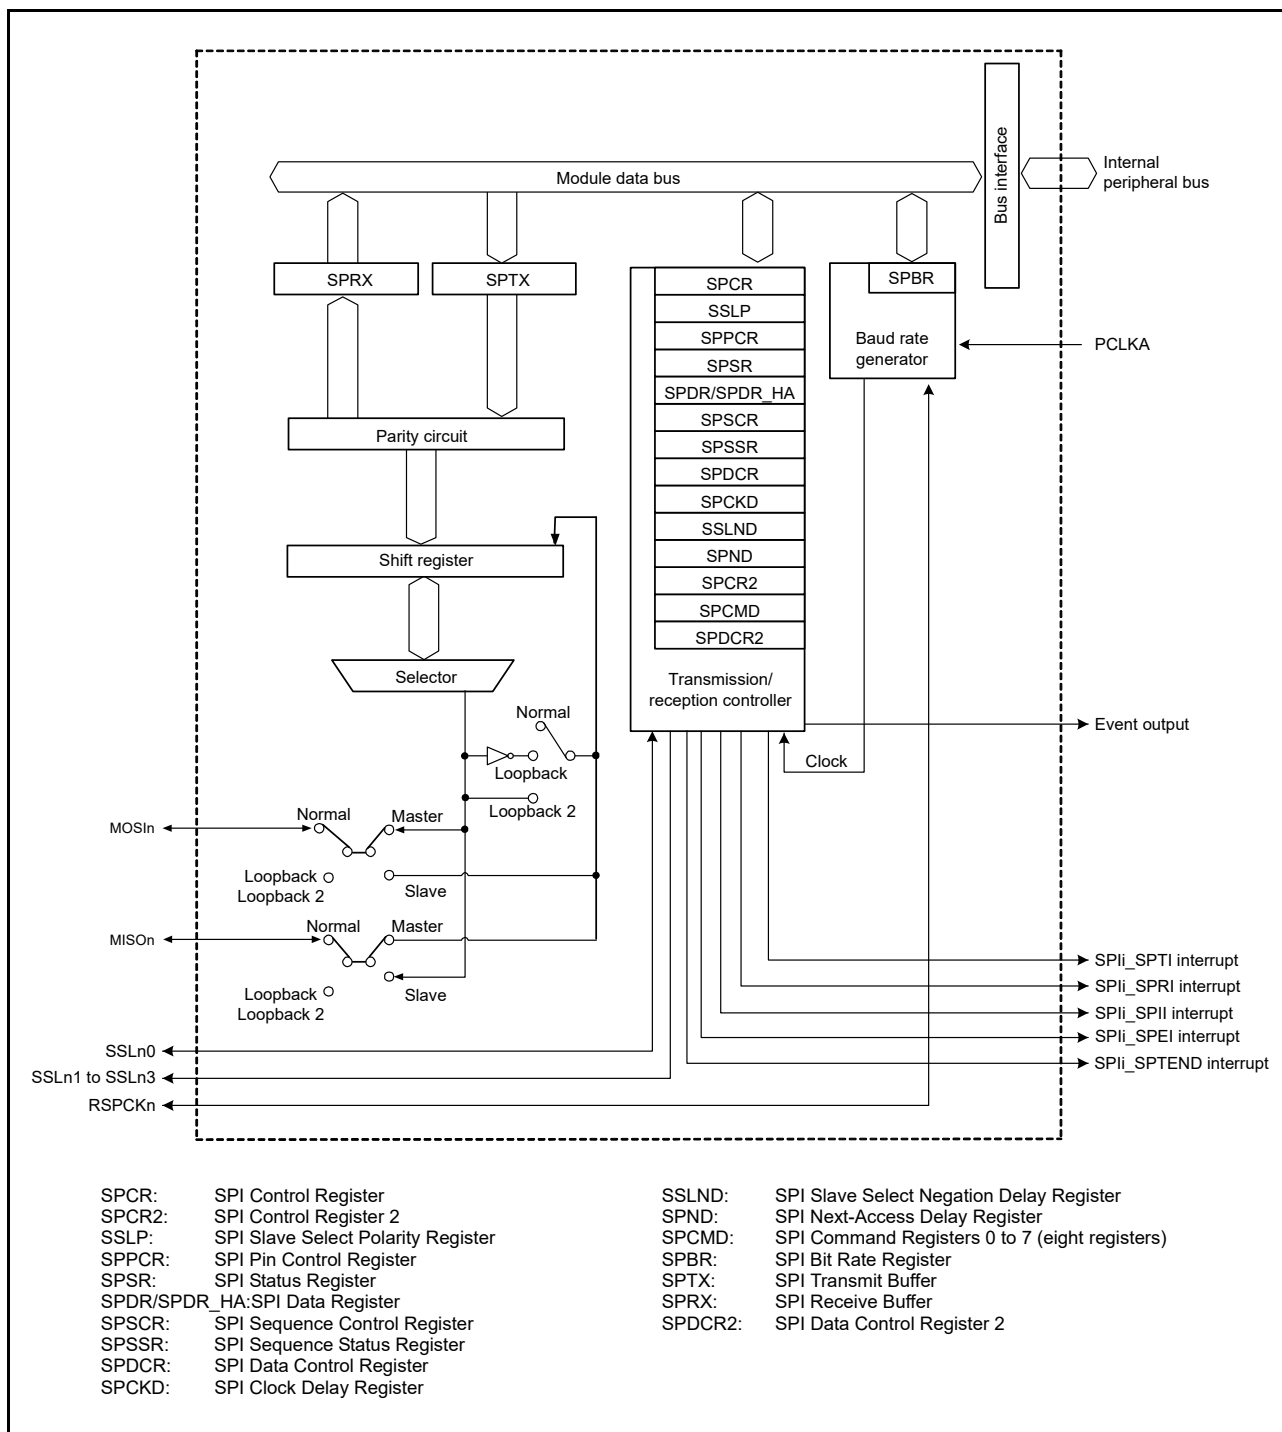 Bus interface
Internal
peripheral bus
Module data bus
SPRX
SPTX
SPCR
SSLP
SPPCR
SPSR
SPDR/SPDR_HA
SPSCR
SPSSR
SPDCR
SPCKD
SSLND
SPND
SPCR2
SPCMD
SPDCR2
Transmission/
reception controller
SPBR
Baud rate
generator
PCLKA
Parity circuit
Shift register
Selector
Normal
Loopback
Loopback 2
Event output
Clock
MOSIn
Normal
Master
Loopback
Loopback 2
Slave
MISOn
Normal
Master
Loopback
Loopback 2
Slave
SPIi_SPTI interrupt
SPIi_SPRI interrupt
SPIi_SPII interrupt
SPIi_SPEI interrupt
SPIi_SPTEND interrupt
SSLn0
SSLn1 to SSLn3
RSPCKn
SPCR: SPI Control Register
SPCR2: SPI Control Register 2
SSLP: SPI Slave Select Polarity Register
SPPCR: SPI Pin Control Register
SPSR: SPI Status Register
SPDR/SPDR_HA:SPI Data Register
SPSCR: SPI Sequence Control Register
SPSSR: SPI Sequence Status Register
SPDCR: SPI Data Control Register
SPCKD: SPI Clock Delay Register
SSLND: SPI Slave Select Negation Delay Register
SPND: SPI Next-Access Delay Register
SPCMD: SPI Command Registers 0 to 7 (eight registers)
SPBR: SPI Bit Rate Register
SPTX: SPI Transmit Buffer
SPRX: SPI Receive Buffer
SPDCR2: SPI Data Control Register 2